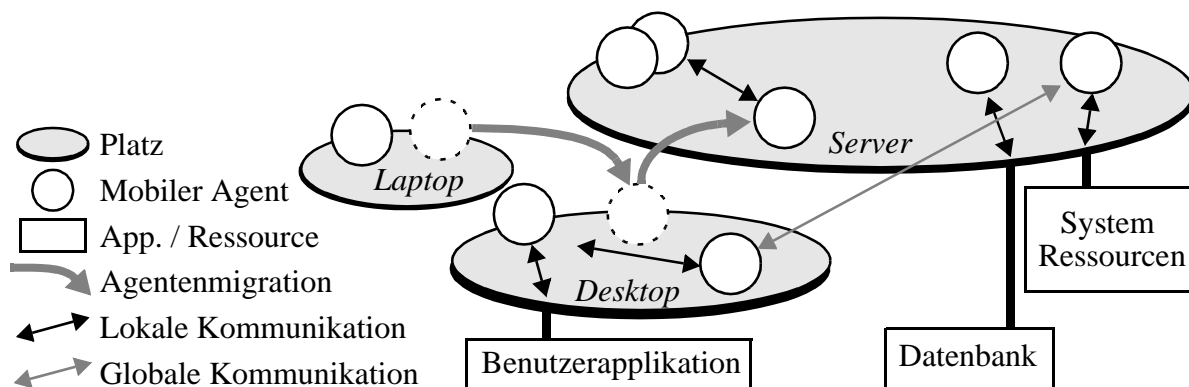 Platz
Mobiler Agent
App. / Ressource
Agentenmigration
Lokale Kommunikation
Globale Kommunikation
Laptop
Server
Desktop
Benutzerapplikation
Datenbank
System
Ressourcen